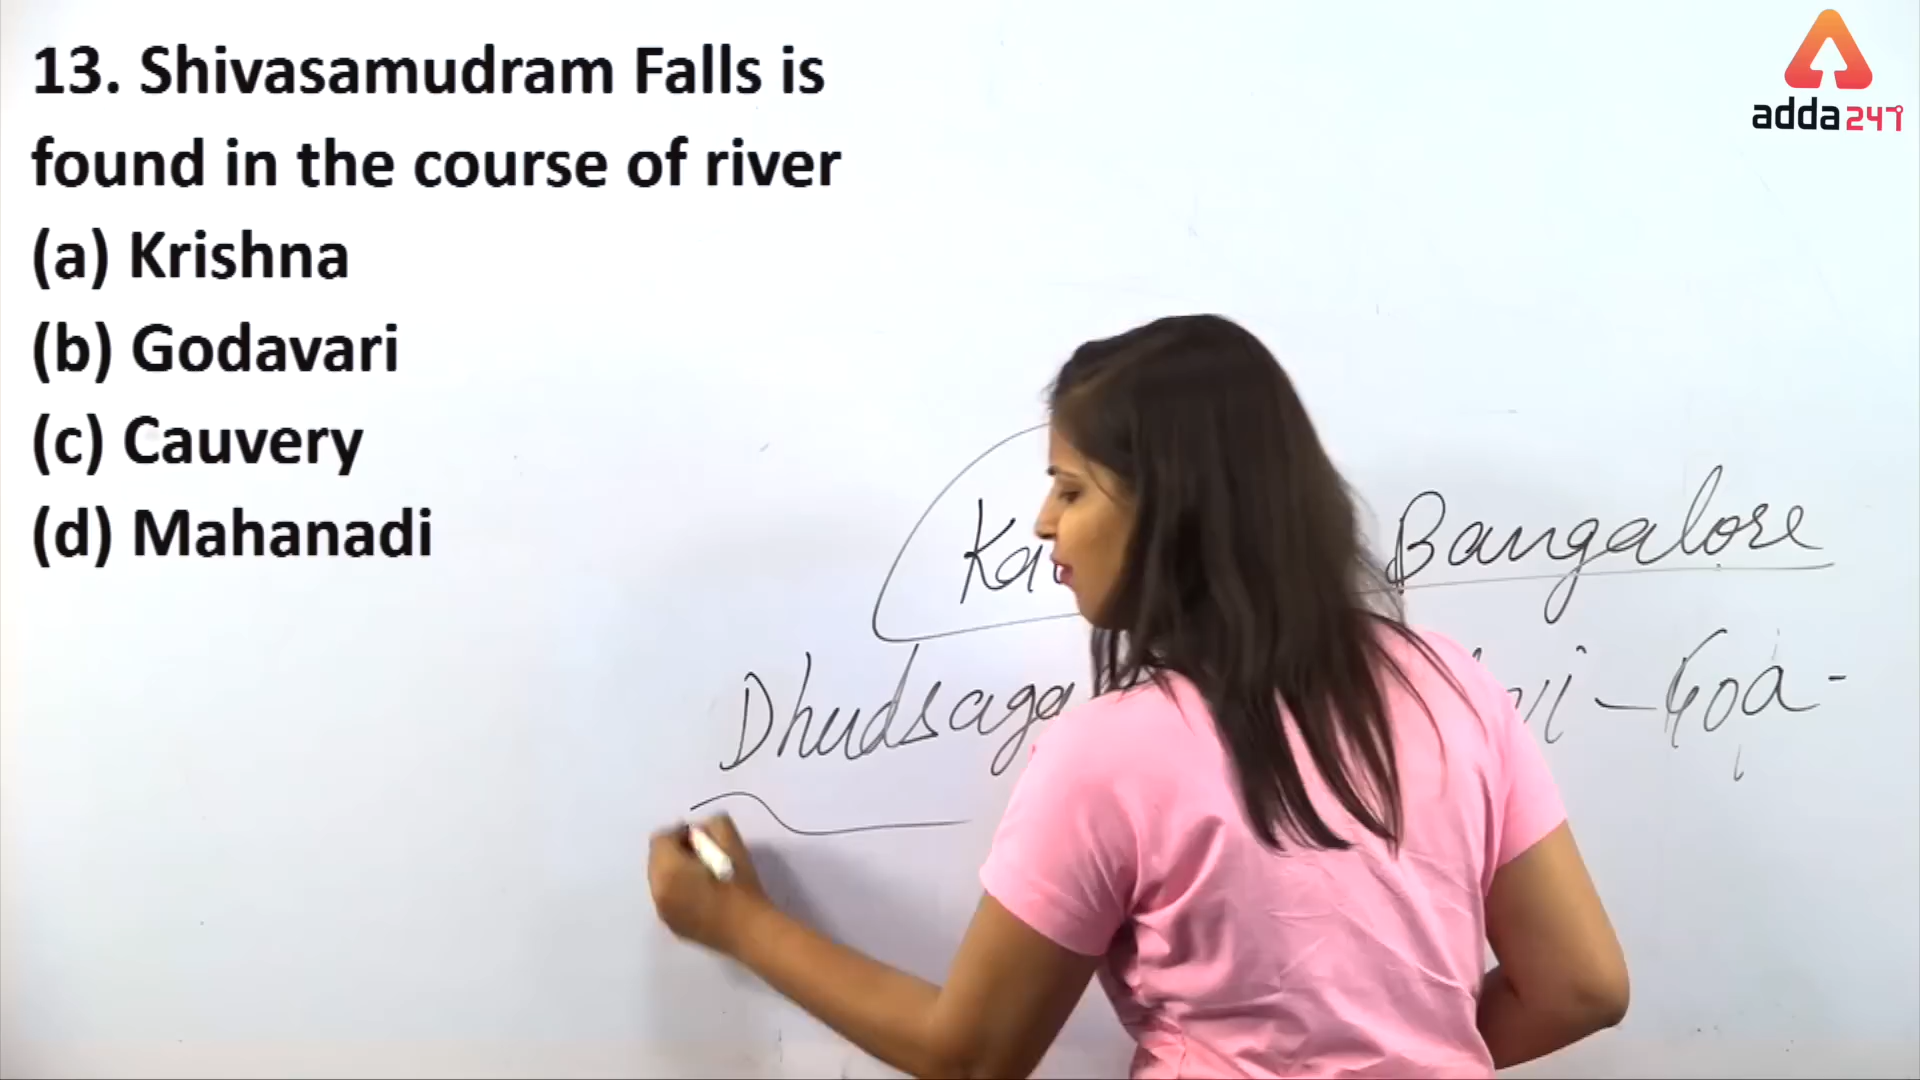 13. Shivasamudram Falls is
found in the course of river
(a) Krishna
(b) Godavari
(c) Cauvery
(d) Mahanadi
adda247
Bangalore
Goa -